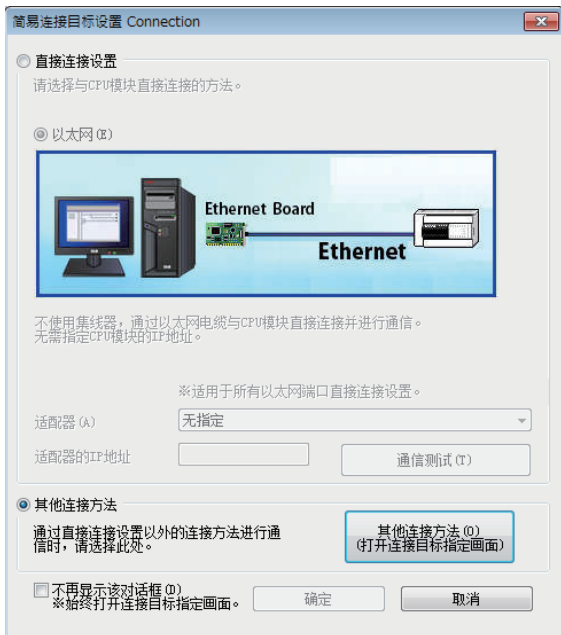 简易连接目标设置 Connection
直接连接设置
请选择与CPU模块直接连接的方法。
以太网(E)
Ethernet Board
Ethernet
不使用集线器，通过以太网电缆与CPU模块直接连接并进行通信。
无需指定CPU模块的IP地址。
※适用于所有以太网端口直接连接设置。
适配器(A)
无指定
适配器的IP地址
通信测试(T)
其他连接方法
通过直接连接设置以外的连接方法进行通
信时，请选择此处。
其他连接方法(O)
(打开连接目标指定画面)
不再显示该对话框(D)
※始终打开连接目标指定画面。
确定
取消